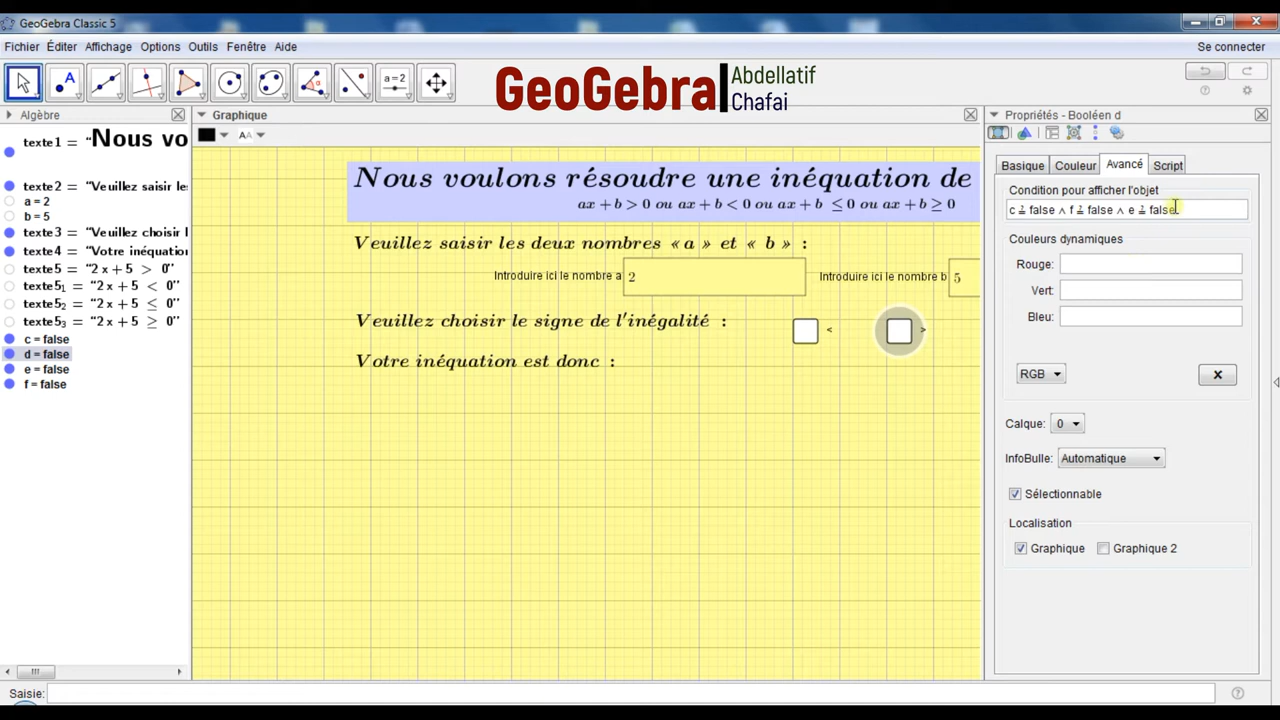 GeoGebra Classic 5
Fichier Éditer Affichage Options Outils Fenêtre Aide Se connecter
GeoGebra Abdellatif
Chafai
Algèbre
Graphique
Propriétés - Booléen d
texte1 = “Nous vo
texte2 = “Veuillez saisir le
a = 2
b = 5
texte3 = “Veuillez choisir l
texte4 = “Votre inéquation
texte5 = “2 x + 5 > 0”
texte5₁ = “2 x + 5 < 0”
texte5₂ = “2 x + 5 ≤ 0”
texte5₃ = “2 x + 5 ≥ 0”
c = false
d = false
e = false
f = false
Nous voulons résoudre une inéquation de
ax + b > 0 ou ax + b < 0 ou ax + b ≤ 0 ou ax + b ≥ 0
Veuillez saisir les deux nombres « a » et « b » :
Introduire ici le nombre a 2 Introduire ici le nombre b 5
Veuillez choisir le signe de l'inégalité : < >
Votre inéquation est donc :
Basique Couleur Avancé Script
Condition pour afficher l'objet
c ≟ false ∧ f ≟ false ∧ e ≟ false
Couleurs dynamiques
Rouge:
Vert:
Bleu:
RGB
Calque: 0
InfoBulle: Automatique
Sélectionnable
Localisation
Graphique Graphique 2
Saisie: